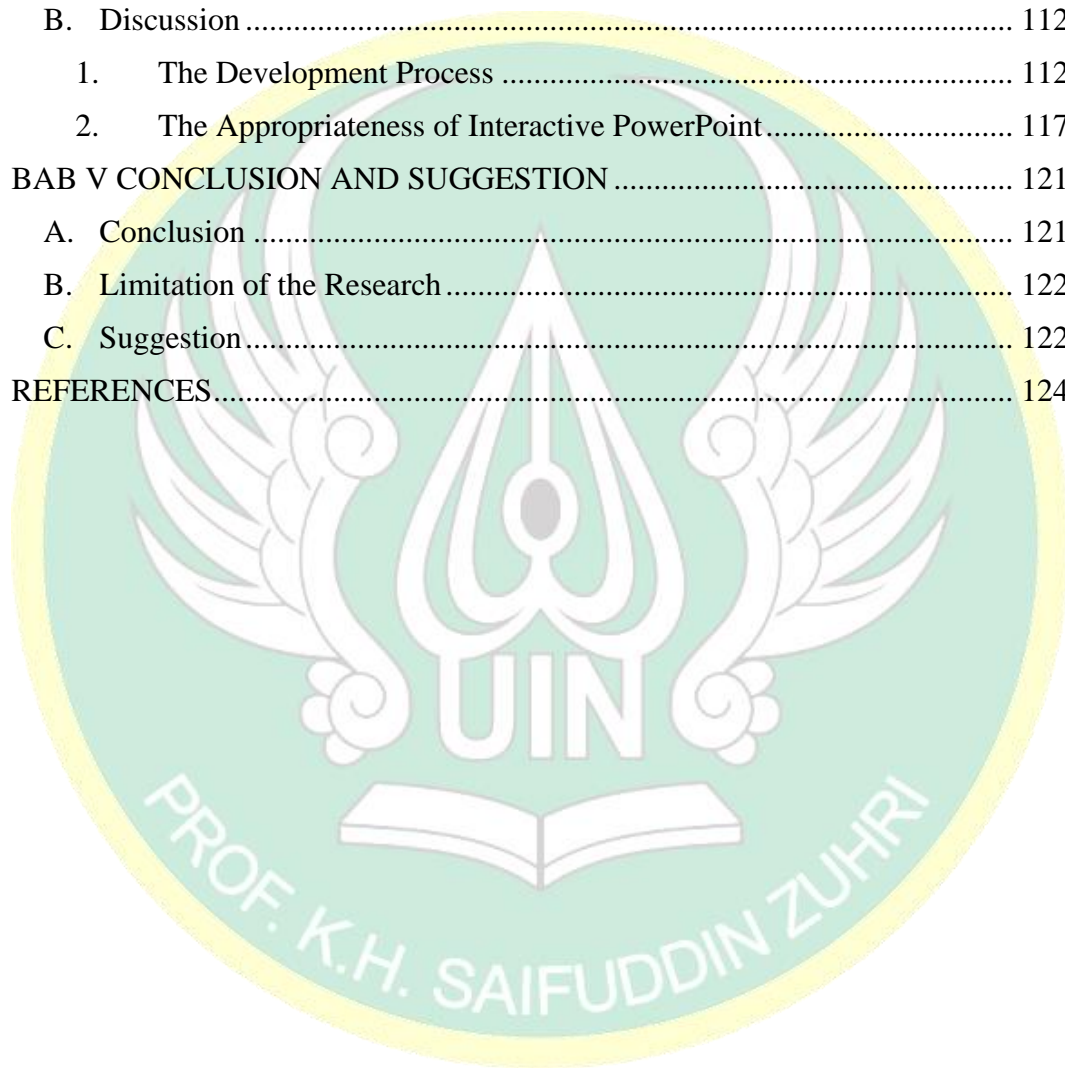 B. Discussion ........................................................................................................ 112
1. The Development Process ........................................................................ 112
2. The Appropriateness of Interactive PowerPoint................................... 117
BAB V CONCLUSION AND SUGGESTION ........................................................ 121
A. Conclusion ........................................................................................................ 121
B. Limitation of the Research ............................................................................. 122
C. Suggestion......................................................................................................... 122
REFERENCES............................................................................................................. 124
UIN
PROF. K.H. SAIFUDDIN ZUHRI